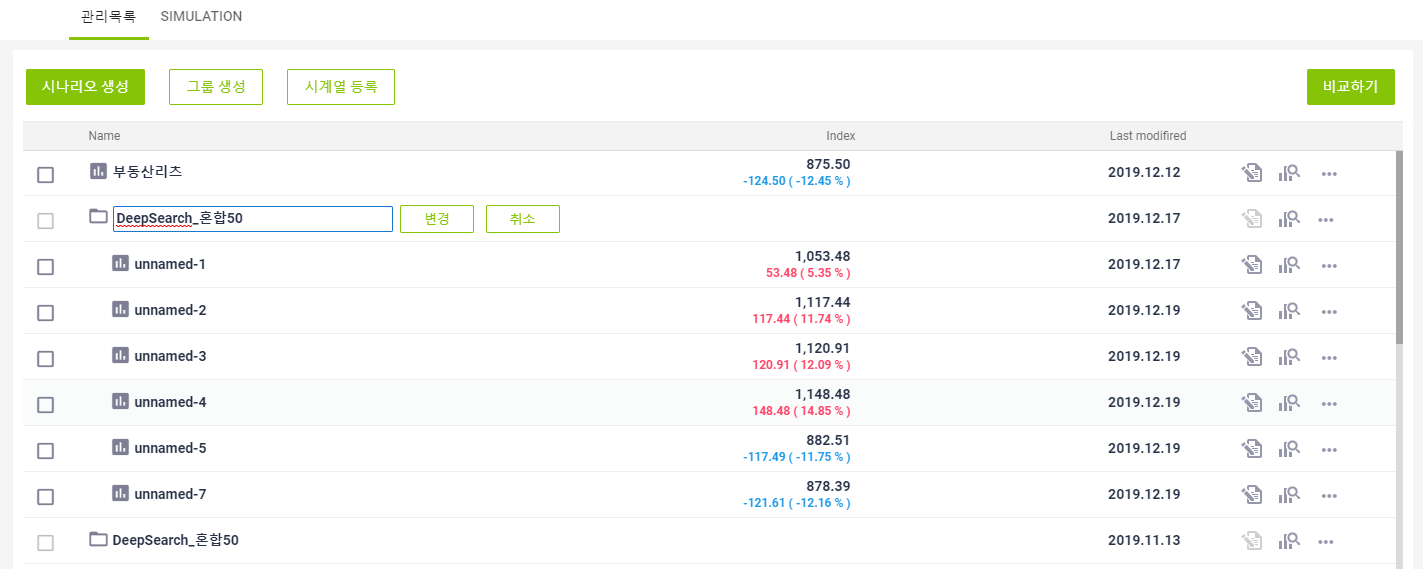 관리목록 SIMULATION
시나리오 생성 그룹 생성 시계열 등록 비교하기
Name Index Last modifired
부동산리츠 875.50 2019.12.12
-124.50 ( -12.45 % )
DeepSearch_혼합50 변경 취소 2019.12.17
unnamed-1 1,053.48 2019.12.17
53.48 ( 5.35 % )
unnamed-2 1,117.44 2019.12.19
117.44 ( 11.74 % )
unnamed-3 1,120.91 2019.12.19
120.91 ( 12.09 % )
unnamed-4 1,148.48 2019.12.19
148.48 ( 14.85 % )
unnamed-5 882.51 2019.12.19
-117.49 ( -11.75 % )
unnamed-7 878.39 2019.12.19
-121.61 ( -12.16 % )
DeepSearch_혼합50 2019.11.13